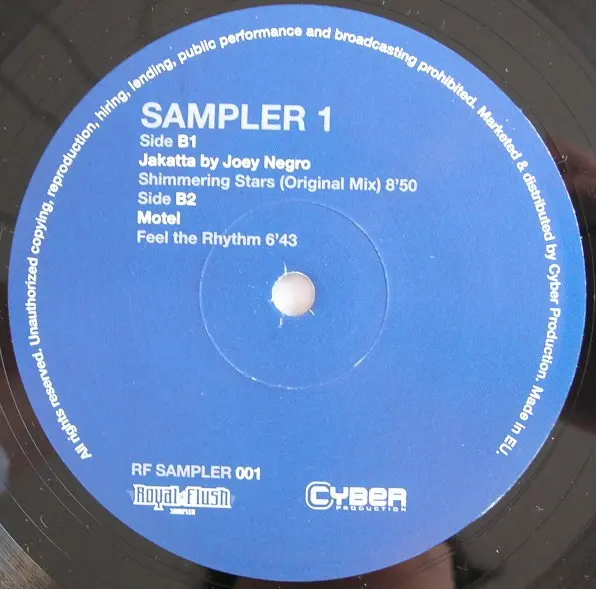 All rights reserved. Unauthorized copying, reproduction, hiring, lending, public performance and broadcasting prohibited. Marketed & distributed by Cyber Production. Made in EU.
SAMPLER 1
Side B1
Jakatta by Joey Negro
Shimmering Stars (Original Mix) 8'50
Side B2
Motel
Feel the Rhythm 6'43
RF SAMPLER 001
Royal Flush
SAMPLER
CYBER
PRODUCTION